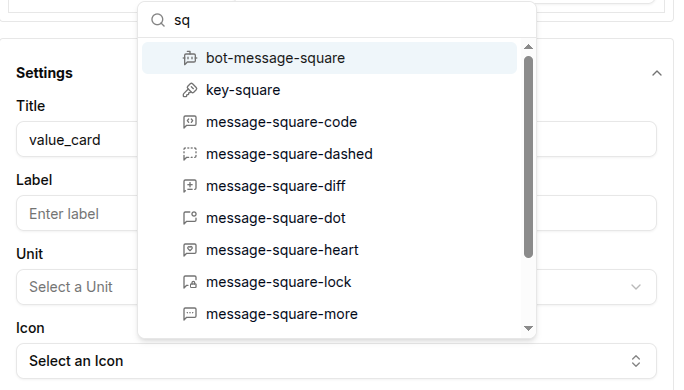 sq
bot-message-square
key-square
message-square-code
message-square-dashed
message-square-diff
message-square-dot
message-square-heart
message-square-lock
message-square-more
Settings
Title
value_card
Label
Enter label
Unit
Select a Unit
Icon
Select an Icon